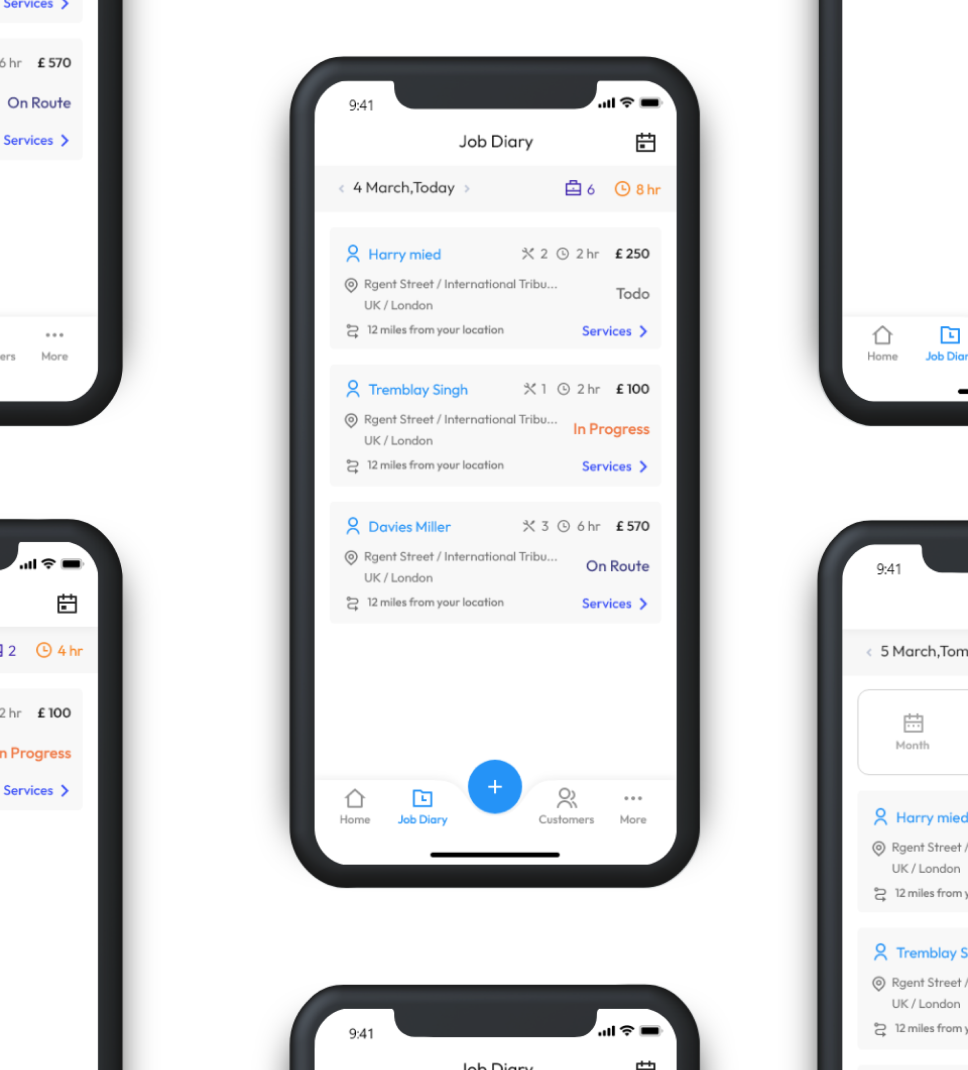 Services
6 hr £ 570
On Route
Services
More
9:41
Job Diary
4 March,Today 6 8 hr
Harry mied 2 2 hr £ 250
Rgent Street / International Tribu...
UK / London
Todo
12 miles from your location
Services
Tremblay Singh 1 2 hr £ 100
Rgent Street / International Tribu...
UK / London
In Progress
12 miles from your location
Services
Davies Miller 3 6 hr £ 570
Rgent Street / International Tribu...
UK / London
On Route
12 miles from your location
Services
Home Job Diary + Customers More
Home
2 4 hr
2 hr £ 100
Progress
Services
9:41
5 March,
Month
Harry mied
Rgent Street /
UK / London
12 miles from
Tremblay
Rgent Street /
UK / London
12 miles from
9:41
Job Diary